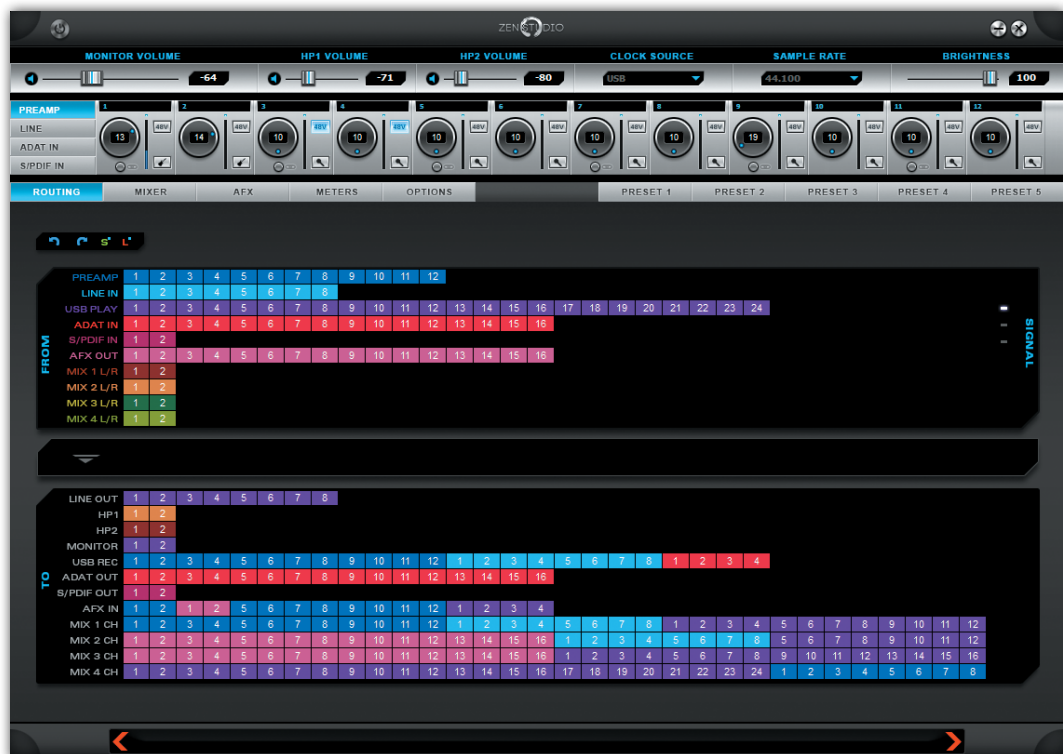 ZEN STUDIO
MONITOR VOLUME HP1 VOLUME HP2 VOLUME CLOCK SOURCE SAMPLE RATE BRIGHTNESS
-64 -71 -80 USB 44.100 100
PREAMP 1 2 3 4 5 6 7 8 9 10 11 12
LINE
ADAT IN
S/PDIF IN
48V 48V 48V 48V 48V 48V 48V 48V 48V 48V 48V 48V
13 14 10 10 10 10 10 10 19 10 10 10
ROUTING MIXER AFX METERS OPTIONS PRESET 1 PRESET 2 PRESET 3 PRESET 4 PRESET 5
S L
FROM
PREAMP 1 2 3 4 5 6 7 8 9 10 11 12
LINE IN 1 2 3 4 5 6 7 8
USB PLAY 1 2 3 4 5 6 7 8 9 10 11 12 13 14 15 16 17 18 19 20 21 22 23 24
ADAT IN 1 2 3 4 5 6 7 8 9 10 11 12 13 14 15 16
S/PDIF IN 1 2
AFX OUT 1 2 3 4 5 6 7 8 9 10 11 12 13 14 15 16
MIX 1 L/R 1 2
MIX 2 L/R 1 2
MIX 3 L/R 1 2
MIX 4 L/R 1 2
SIGNAL
TO
LINE OUT 1 2 3 4 5 6 7 8
HP1 1 2
HP2 1 2
MONITOR 1 2
USB REC 1 2 3 4 5 6 7 8 9 10 11 12 1 2 3 4 5 6 7 8 1 2 3 4
ADAT OUT 1 2 3 4 5 6 7 8 9 10 11 12 13 14 15 16
S/PDIF OUT 1 2
AFX IN 1 2 1 2 5 6 7 8 9 10 11 12 1 2 3 4
MIX 1 CH 1 2 3 4 5 6 7 8 9 10 11 12 1 2 3 4 5 6 7 8 1 2 3 4 5 6 7 8 9 10 11 12
MIX 2 CH 1 2 3 4 5 6 7 8 9 10 11 12 13 14 15 16 1 2 3 4 5 6 7 8 5 6 7 8 9 10 11 12
MIX 3 CH 1 2 3 4 5 6 7 8 9 10 11 12 13 14 15 16 1 2 3 4 5 6 7 8 9 10 11 12 13 14 15 16
MIX 4 CH 1 2 3 4 5 6 7 8 9 10 11 12 13 14 15 16 17 18 19 20 21 22 23 24 1 2 3 4 5 6 7 8